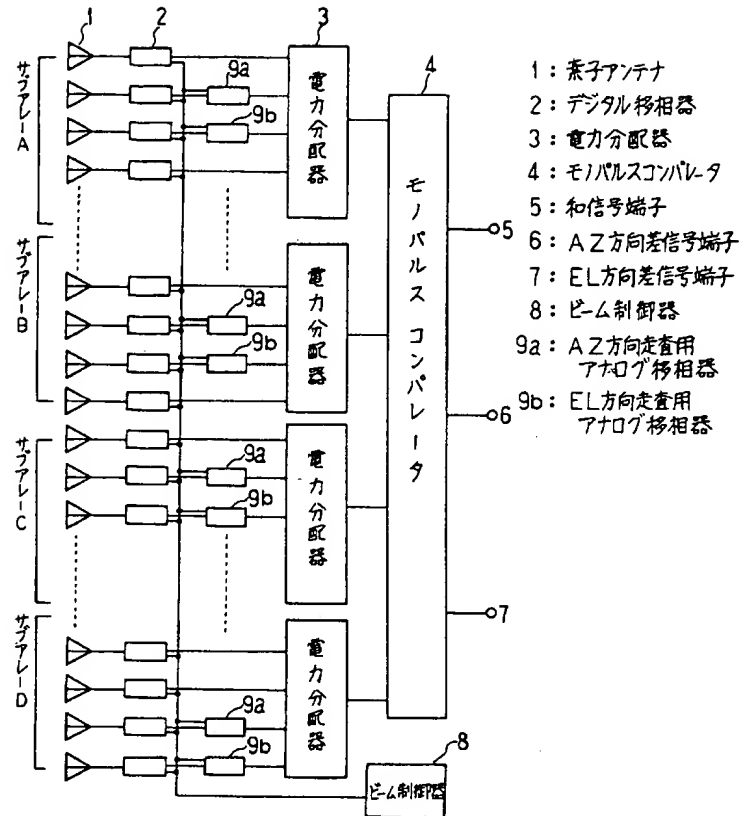 1
2
3
4
9a
9b
サブアレーA
電力分配器
9a
9b
サブアレーB
電力分配器
モノパルスコンパレータ
5
6
7
9a
9b
サブアレーC
電力分配器
9a
9b
サブアレーD
電力分配器
8
ビーム制御器
1：素子アンテナ
2：デジタル移相器
3：電力分配器
4：モノパルスコンパレータ
5：和信号端子
6：AZ方向差信号端子
7：EL方向差信号端子
8：ビーム制御器
9a：AZ方向走査用
アナログ移相器
9b：EL方向走査用
アナログ移相器